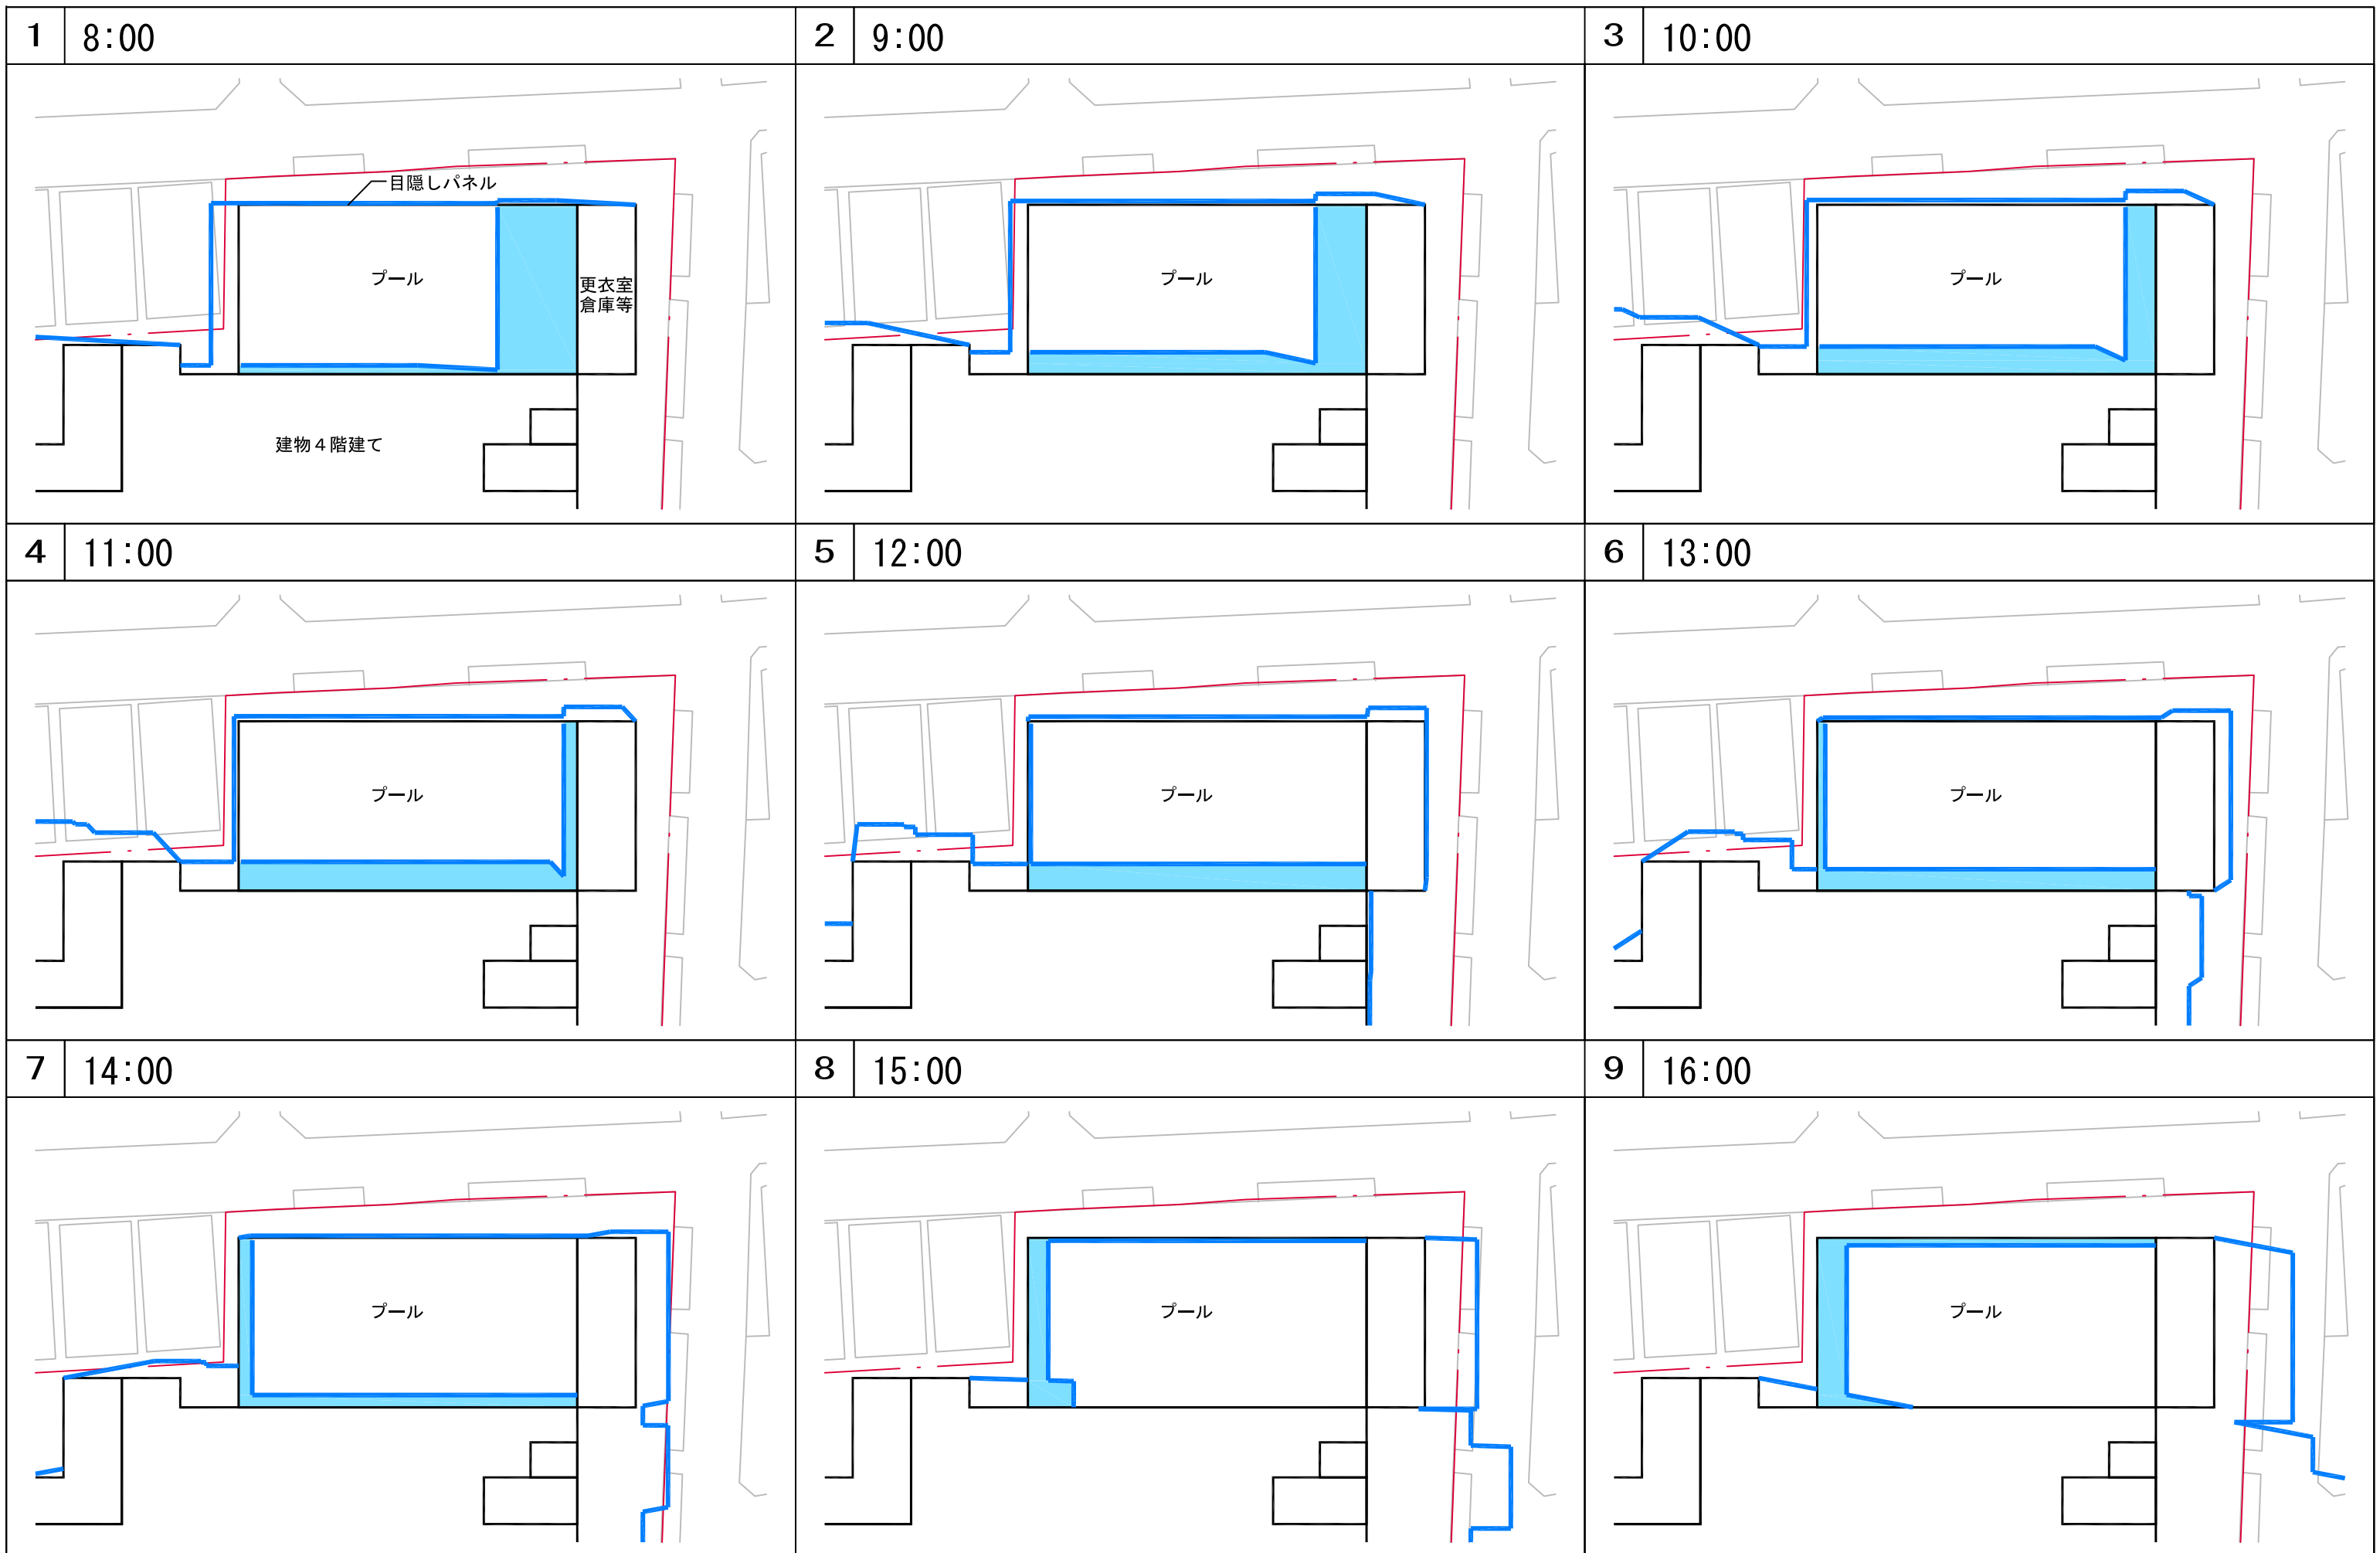 1 8:00
目隠しパネル
プール
更衣室
倉庫等
建物4階建て
2 9:00
プール
3 10:00
プール
4 11:00
プール
5 12:00
プール
6 13:00
プール
7 14:00
プール
8 15:00
プール
9 16:00
プール